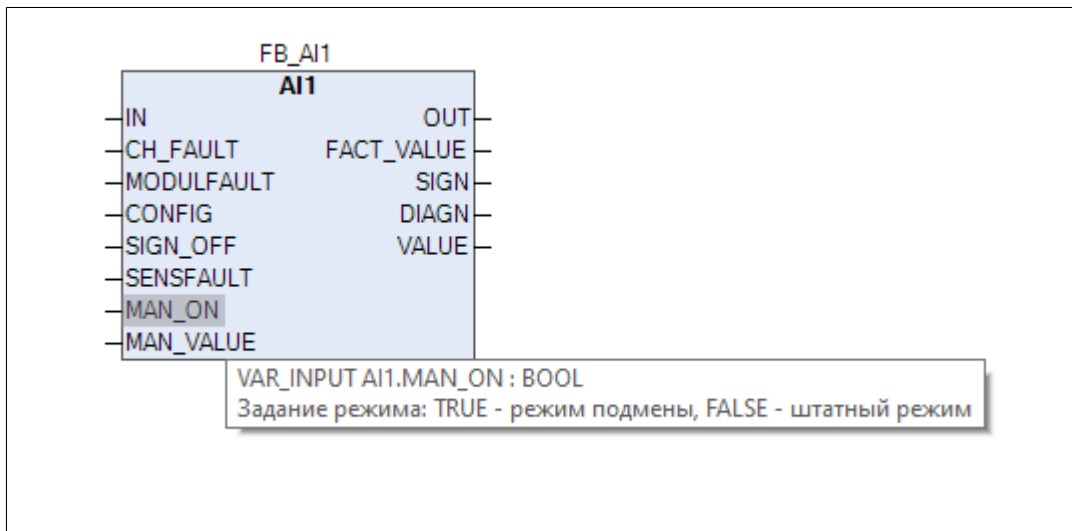 FB_AI1
AI1
IN OUT
CH_FAULT FACT_VALUE
MODULFAULT SIGN
CONFIG DIAGN
SIGN_OFF VALUE
SENSFAULT
MAN_ON
MAN_VALUE
VAR_INPUT AI1.MAN_ON : BOOL
Задание режима: TRUE - режим подмены, FALSE - штатный режим